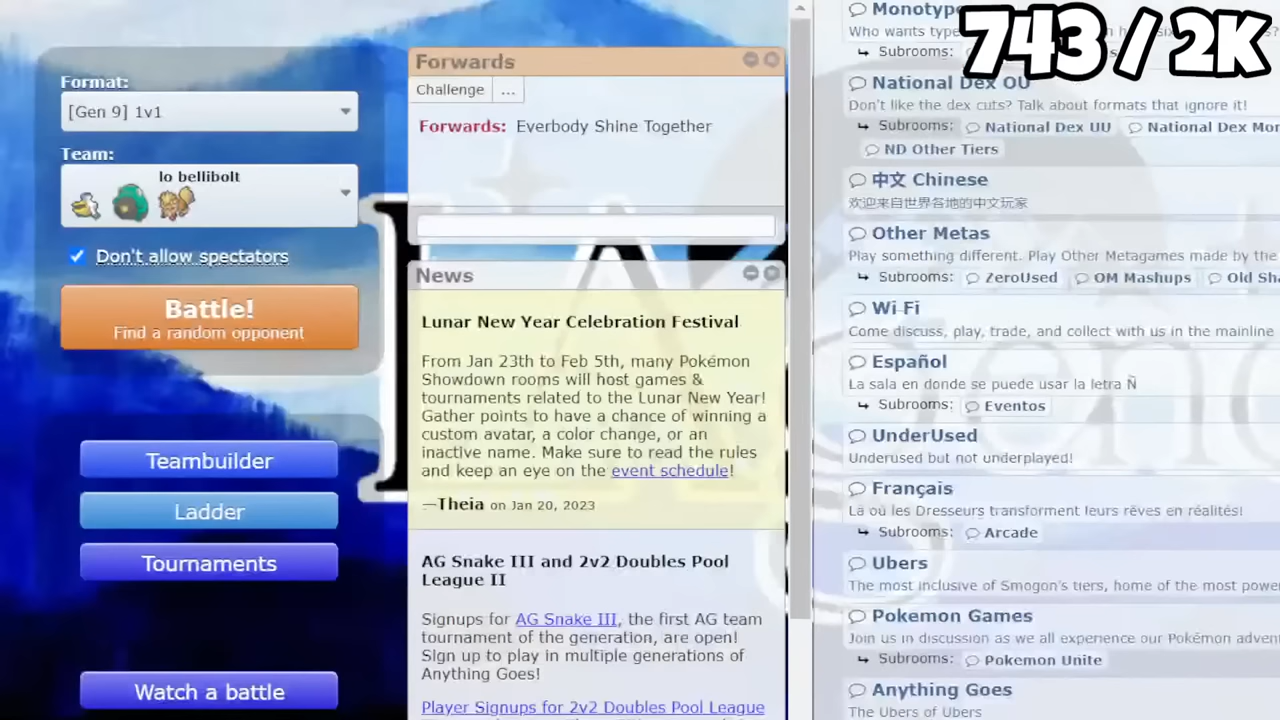 Format:
[Gen 9] 1v1
Team:
lo bellibolt
Don't allow spectators
Battle!
Find a random opponent
Teambuilder
Ladder
Tournaments
Watch a battle
Forwards
Challenge ...
Forwards: Everbody Shine Together
News
Lunar New Year Celebration Festival
From Jan 23th to Feb 5th, many Pokémon
Showdown rooms will host games &
tournaments related to the Lunar New Year!
Gather points to have a chance of winning a
custom avatar, a color change, or an
inactive name. Make sure to read the rules
and keep an eye on the event schedule!
—Theia on Jan 20, 2023
AG Snake III and 2v2 Doubles Pool
League II
Signups for AG Snake III, the first AG team
tournament of the generation, are open!
Sign up to play in multiple generations of
Anything Goes!
Player Signups for 2v2 Doubles Pool League
743 / 2K
Monotype
Who wants type
Subrooms:
National Dex OU
Don't like the dex cuts? Talk about formats that ignore it!
Subrooms: National Dex UU National Dex Mon
ND Other Tiers
中文 Chinese
欢迎来自世界各地的中文玩家
Other Metas
Play something different. Play Other Metagames made by the
Subrooms: ZeroUsed OM Mashups Old Sh
Wi Fi
Come discuss, play, trade, and collect with us in the mainline
Español
La sala en donde se puede usar la letra Ñ
Subrooms: Eventos
UnderUsed
Underused but not underplayed!
Français
Là où les Dresseurs transforment leurs rêves en réalités!
Subrooms: Arcade
Ubers
The most inclusive of Smogon's tiers, home of the most power
Pokemon Games
Join us in discussion as we all experience our Pokémon adven
Subrooms: Pokemon Unite
Anything Goes
The Ubers of Ubers